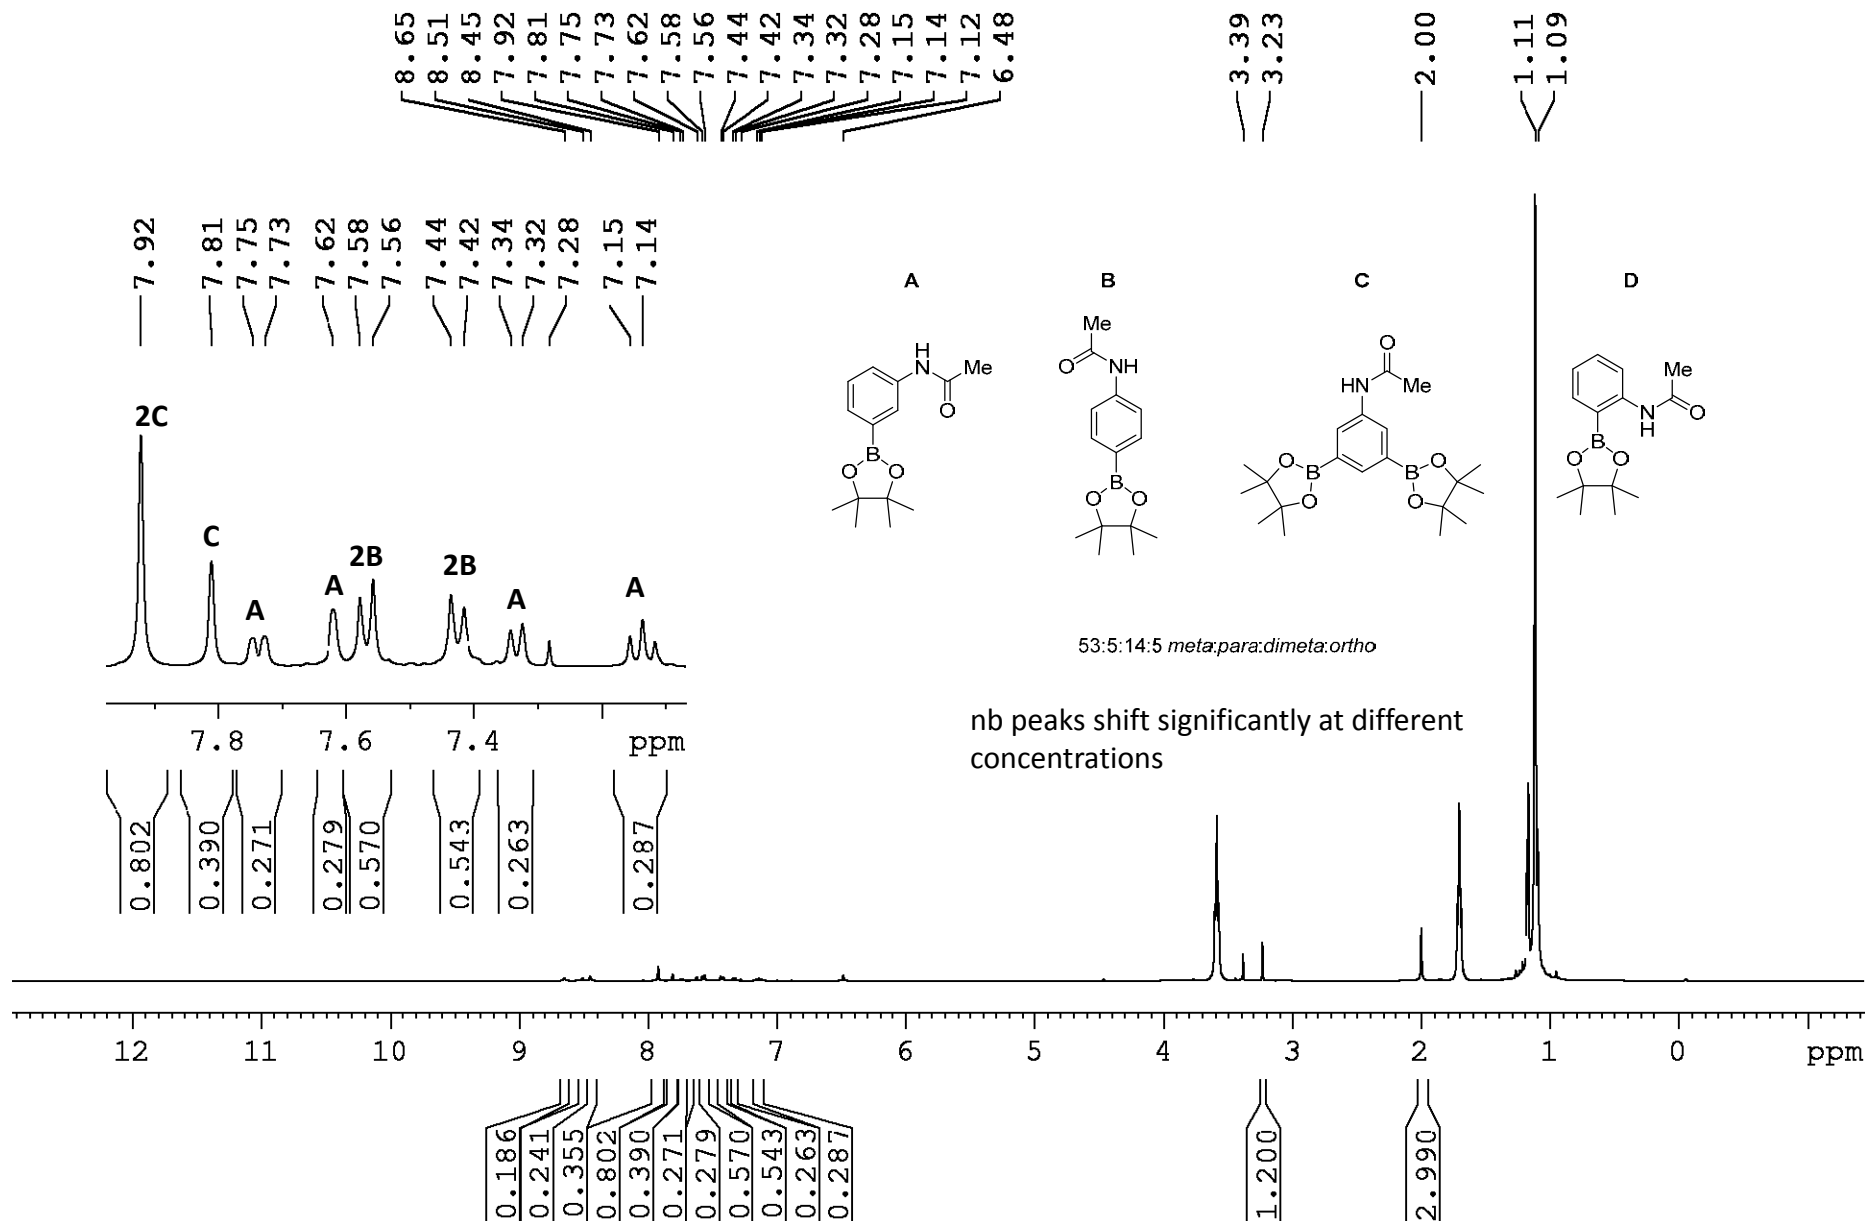 8.65
8.51
8.45
7.92
7.81
7.75
7.73
7.62
7.58
7.56
7.44
7.42
7.34
7.32
7.28
7.15
7.14
7.12
6.48
3.39
3.23
2.00
1.11
1.09
7.92
7.81
7.75
7.73
7.62
7.58
7.56
7.44
7.42
7.34
7.32
7.28
7.15
7.14
A
B
C
D
H
N
Me
O
B
O
O
Me
O
NH
B
O
O
O
HN
Me
O
B
O
B
O
O
Me
N
H
O
B
O
O
2C
C
A
A
2B
2B
A
A
53:5:14:5 meta:para:dimeta:ortho
nb peaks shift significantly at different
concentrations
7.8 7.6 7.4 ppm
0.802
0.390
0.271
0.279
0.570
0.543
0.263
0.287
12 11 10 9 8 7 6 5 4 3 2 1 0 ppm
0.186
0.241
0.355
0.802
0.390
0.271
0.279
0.570
0.543
0.263
0.287
1.200
2.990